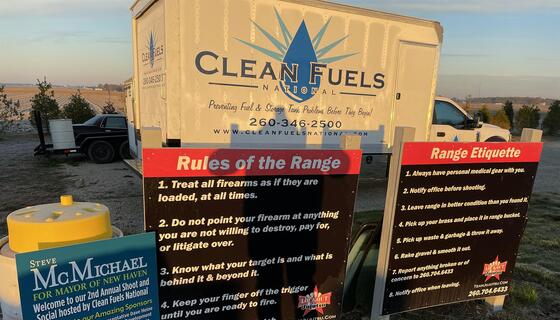 CLEAN FUELS
NATIONAL
Preventing Fuel & Storage Tank Problems Before They Begin!
260-346-2500
WWW.CLEANFUELSNATIONAL.COM
Rules of the Range
1. Treat all firearms as if they are
loaded, at all times.
2. Do not point your firearm at anything
you are not willing to destroy, pay for,
or litigate over.
3. Know what your target is and what is
behind it & beyond it.
4. Keep your finger off the trigger
until you are ready to fire.
Range Etiquette
1. Always have personal medical gear with you.
2. Notify office before shooting.
3. Leave range in better condition than you found it.
4. Pick up your brass and place it in range bucket.
5. Pick up waste & garbage & throw it away.
6. Rake gravel & smooth it out.
7. Report anything broken or of
concern to 260.704.6433
8. Notify office when leaving.
260.704.6433
STEVE
MCMICHAEL
FOR MAYOR OF NEW HAVEN
Welcome to our 2nd Annual Shoot and
Social hosted by Clean Fuels National
our Amazing Sponsors